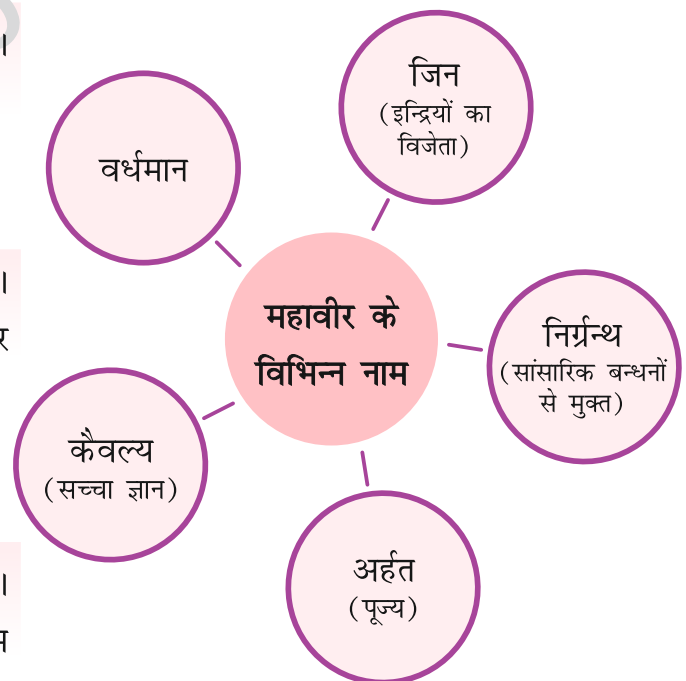 ।
।
र
।
म
जिन
(इन्द्रियों का
विजेता)
वर्धमान
महावीर के
विभिन्न नाम
निर्ग्रन्थ
(सांसारिक बन्धनों
से मुक्त)
कैवल्य
(सच्चा ज्ञान)
अर्हत
(पूज्य)